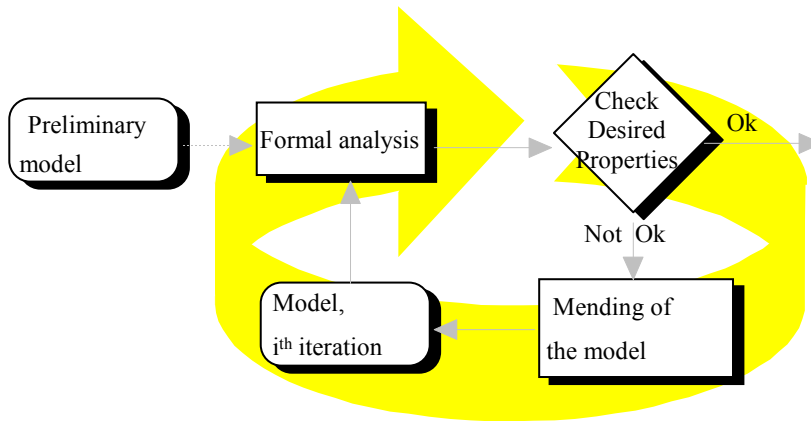 Preliminary
model
Formal analysis
Check
Desired
Properties
Ok
Not Ok
Mending of
the model
Model,
iᵗʰ iteration